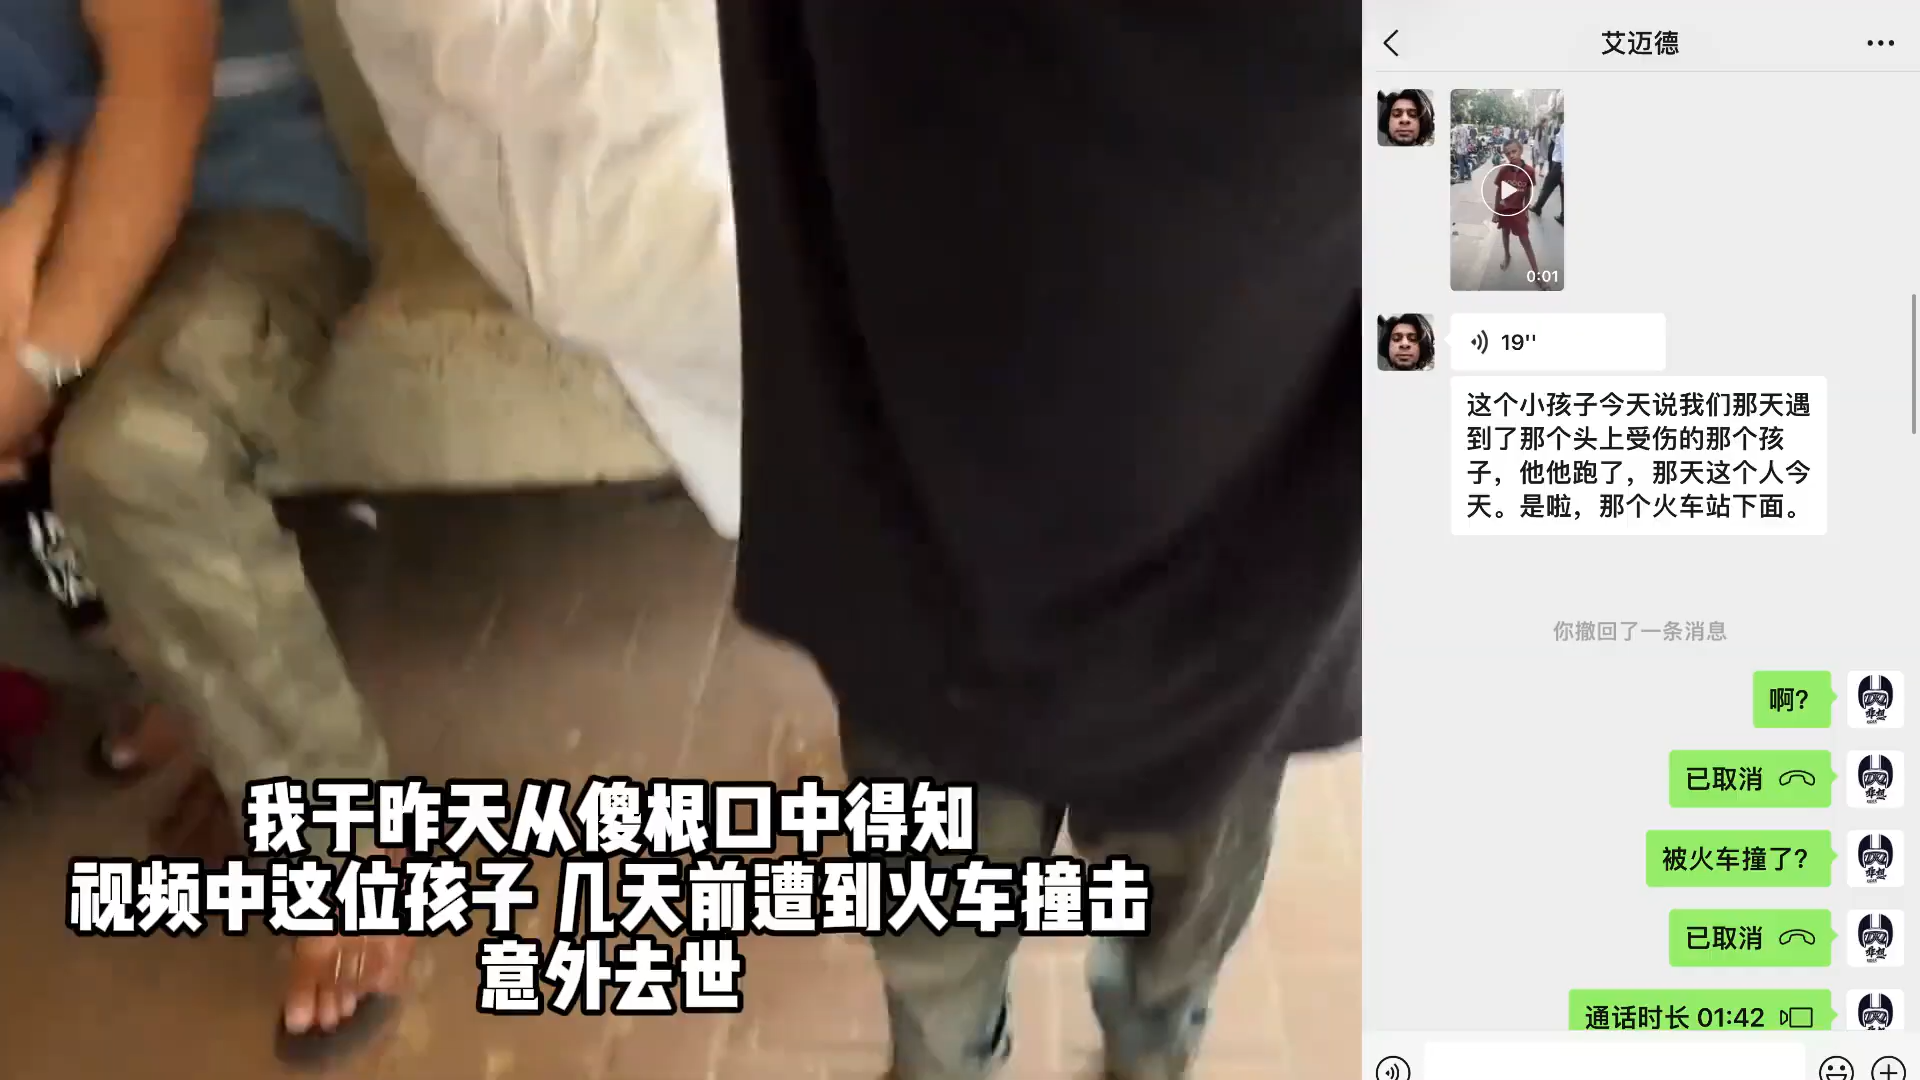 我于昨天从傻根口中得知
视频中这位孩子 几天前遭到火车撞击
意外去世
艾迈德
0:01
19''
这个小孩子今天说我们那天遇
到了那个头上受伤的那个孩
子，他他跑了，那天这个人今
天。是啦，那个火车站下面。
你撤回了一条消息
啊?
已取消
被火车撞了?
已取消
通话时长 01:42